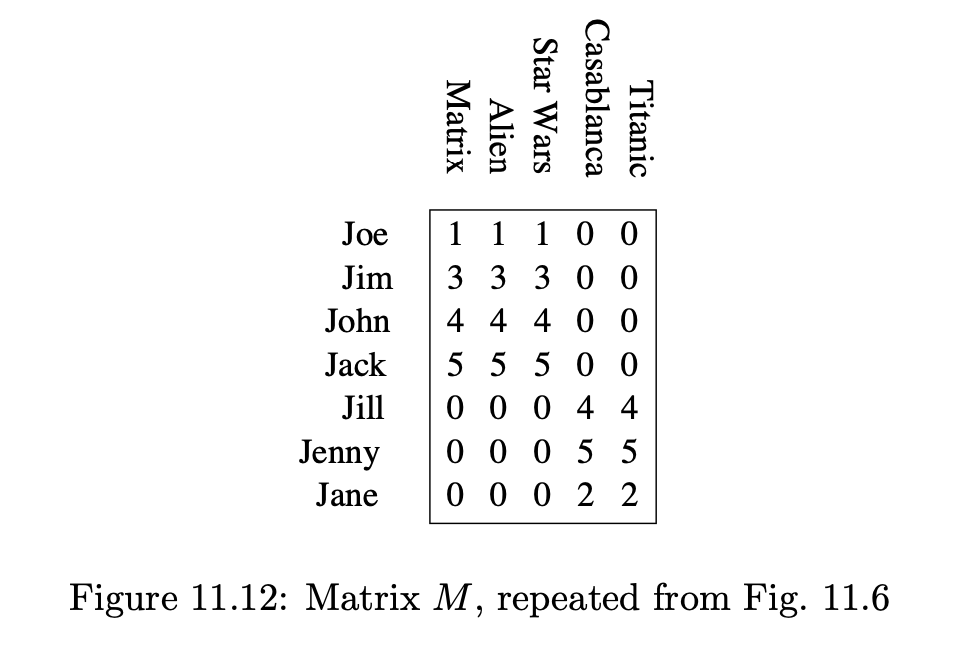 Matrix
Alien
Star Wars
Casablanca
Titanic
Joe 1 1 1 0 0
Jim 3 3 3 0 0
John 4 4 4 0 0
Jack 5 5 5 0 0
Jill 0 0 0 4 4
Jenny 0 0 0 5 5
Jane 0 0 0 2 2
Figure 11.12: Matrix M, repeated from Fig. 11.6